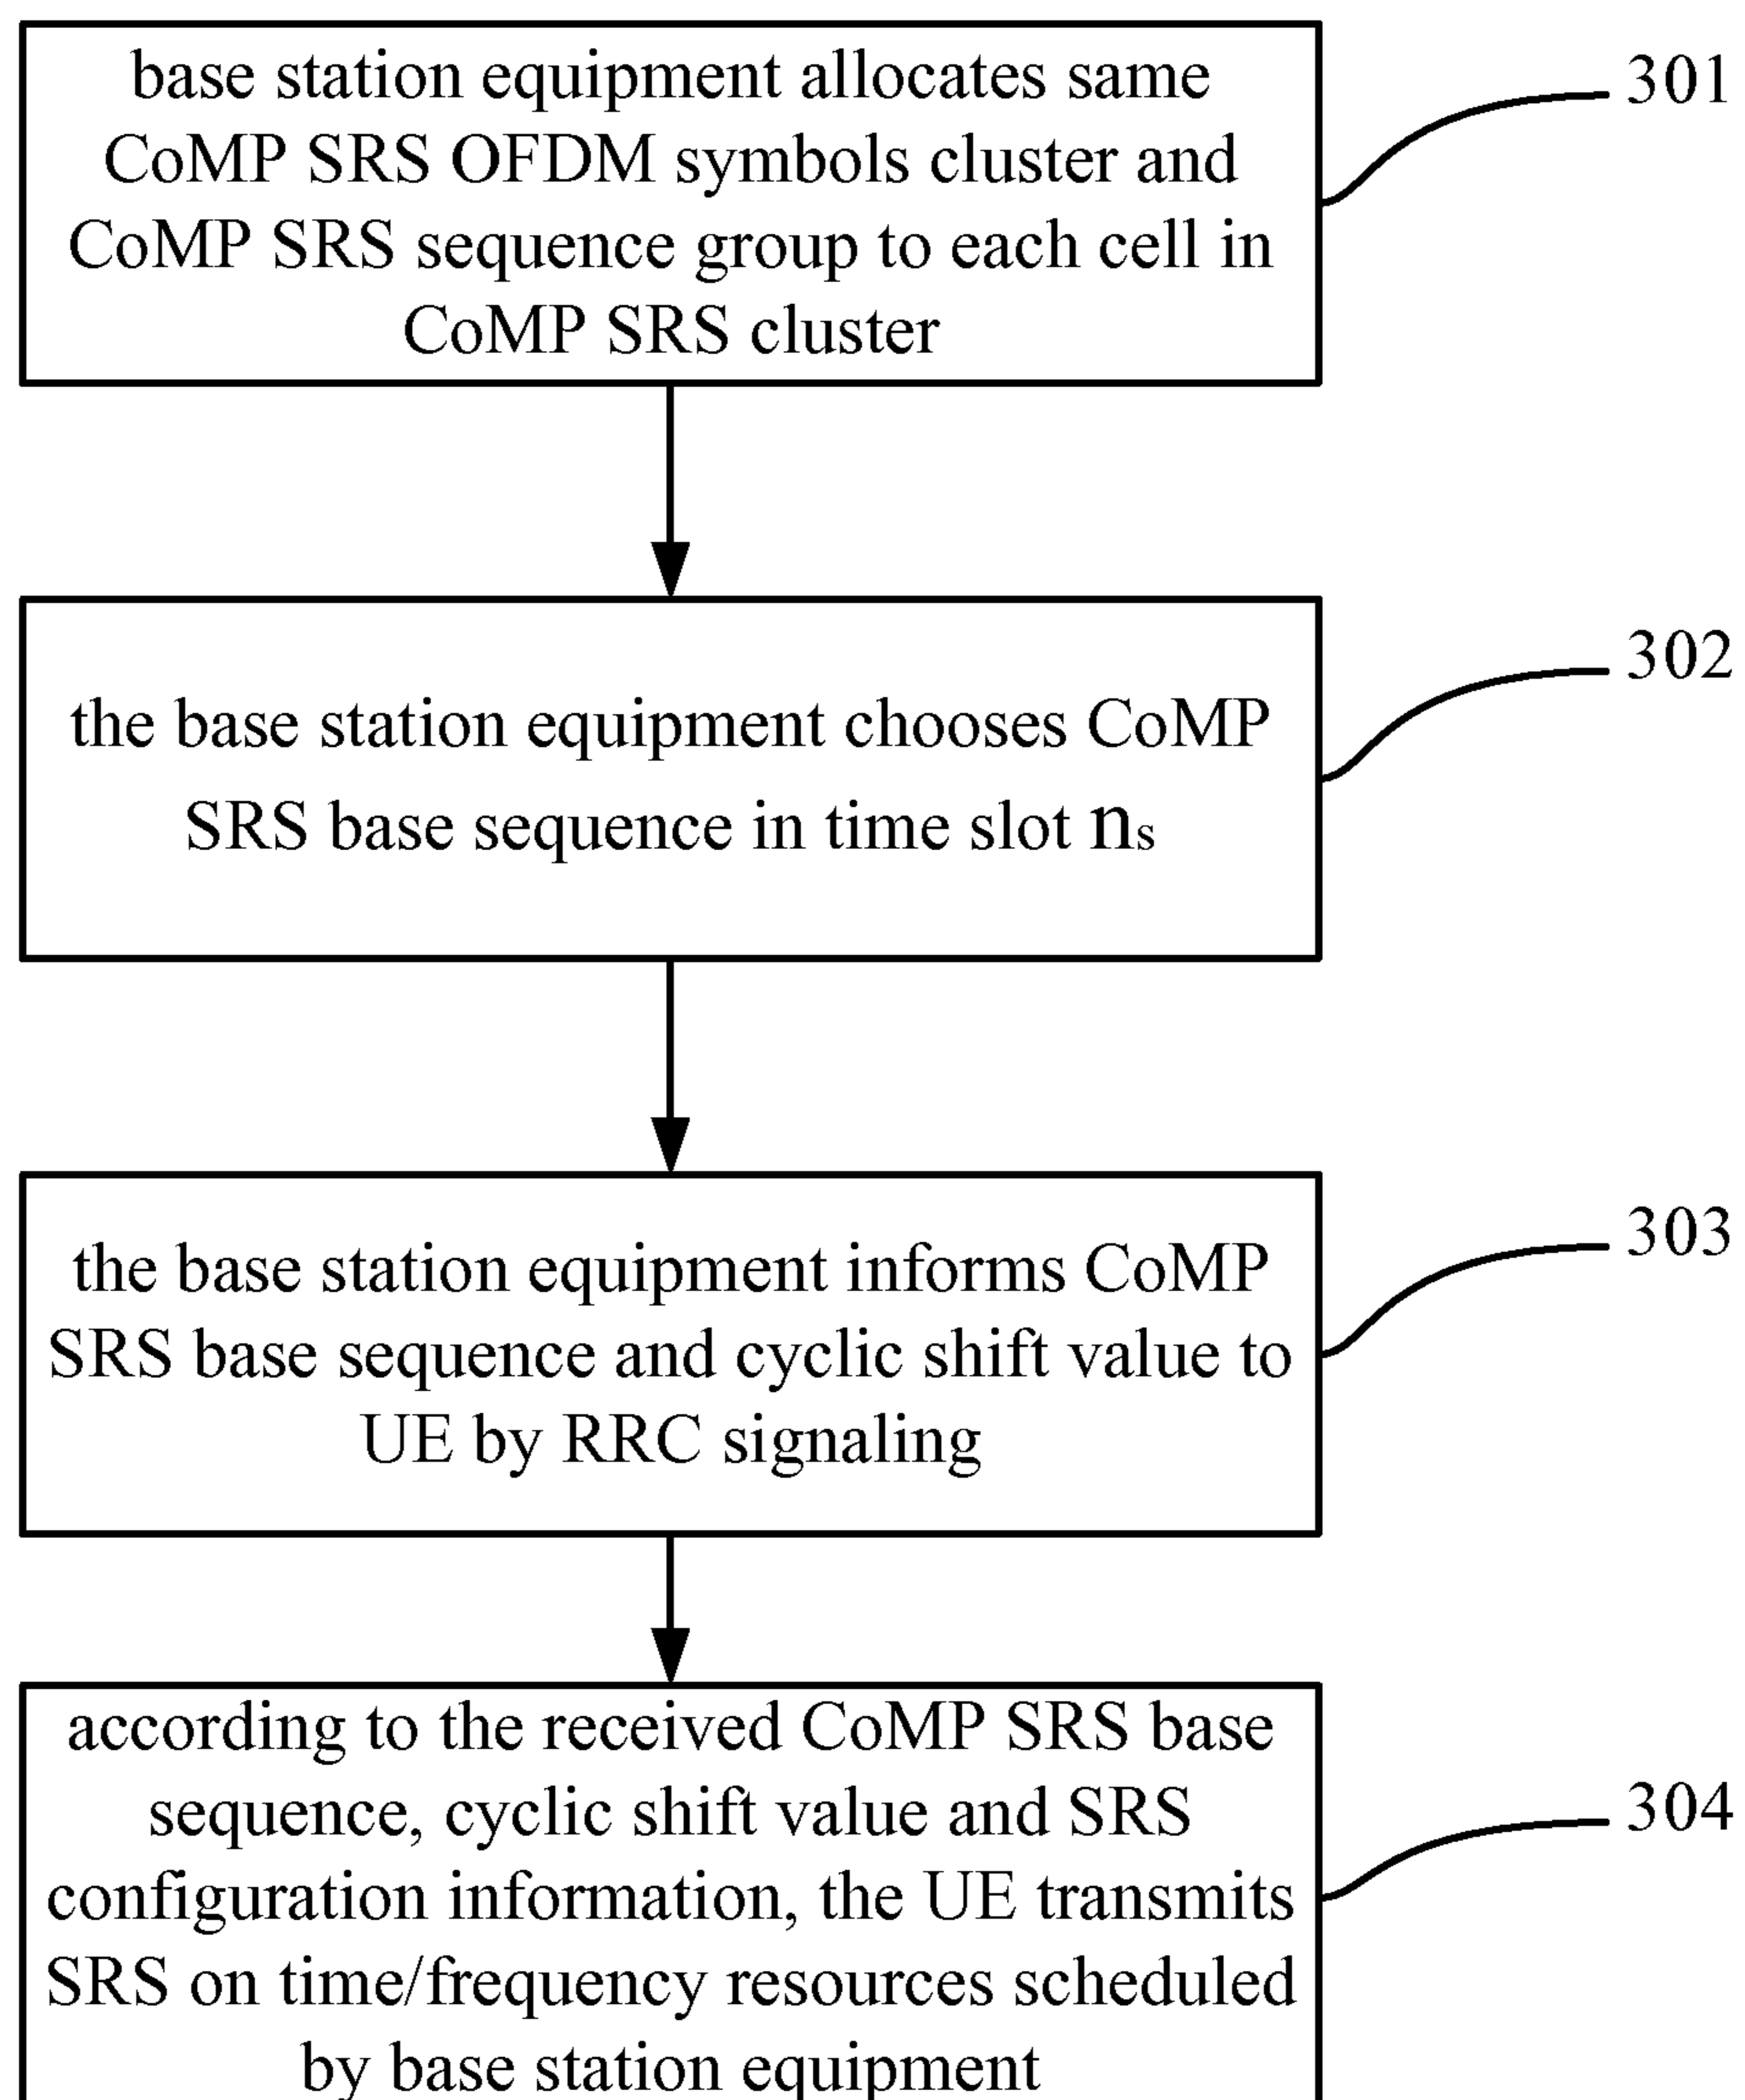 base station equipment allocates same
CoMP SRS OFDM symbols cluster and
CoMP SRS sequence group to each cell in
CoMP SRS cluster
301
the base station equipment chooses CoMP
SRS base sequence in time slot ns
302
the base station equipment informs CoMP
SRS base sequence and cyclic shift value to
UE by RRC signaling
303
according to the received CoMP SRS base
sequence, cyclic shift value and SRS
configuration information, the UE transmits
SRS on time/frequency resources scheduled
by base station equipment
304